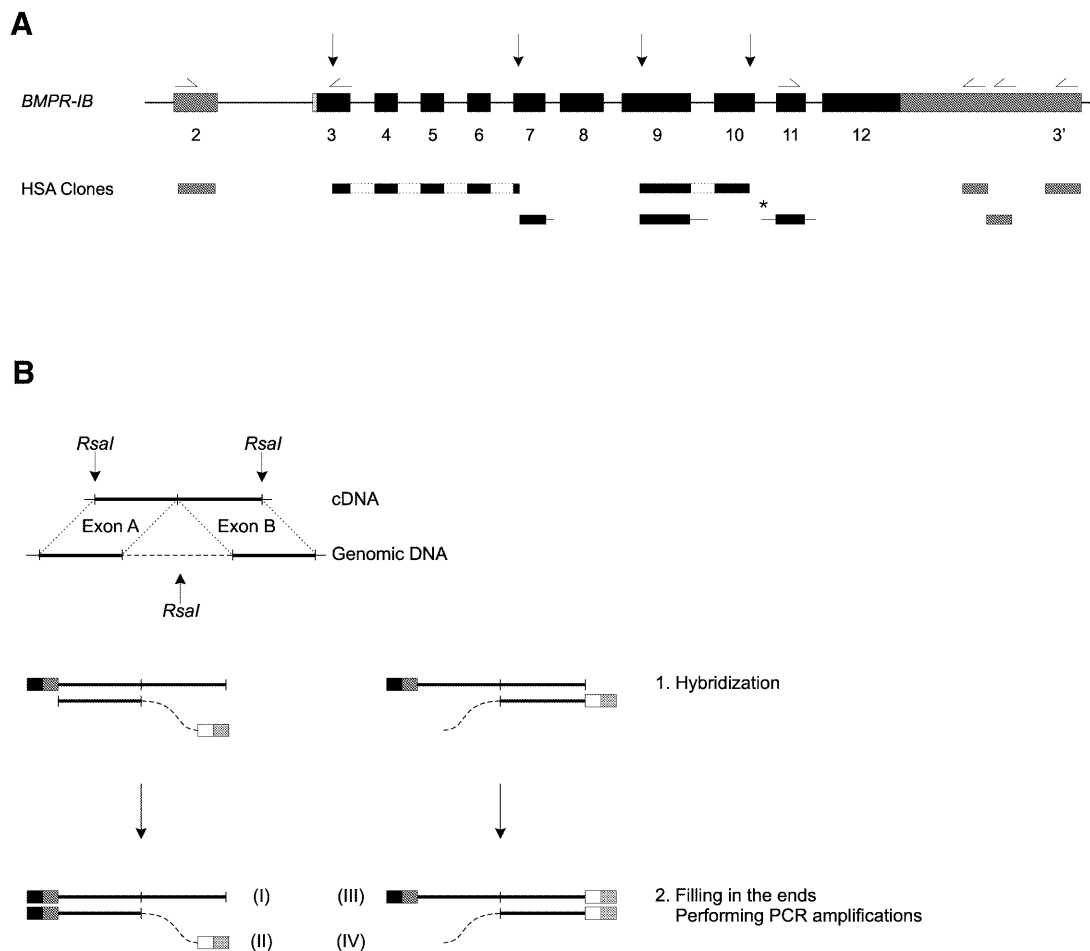 A
BMPR-IB
2 3 4 5 6 7 8 9 10 11 12 3'
HSA Clones
*
B
RsaI RsaI
cDNA
Exon A Exon B
Genomic DNA
RsaI
1. Hybridization
(I) (III) 2. Filling in the ends
Performing PCR amplifications
(II) (IV)